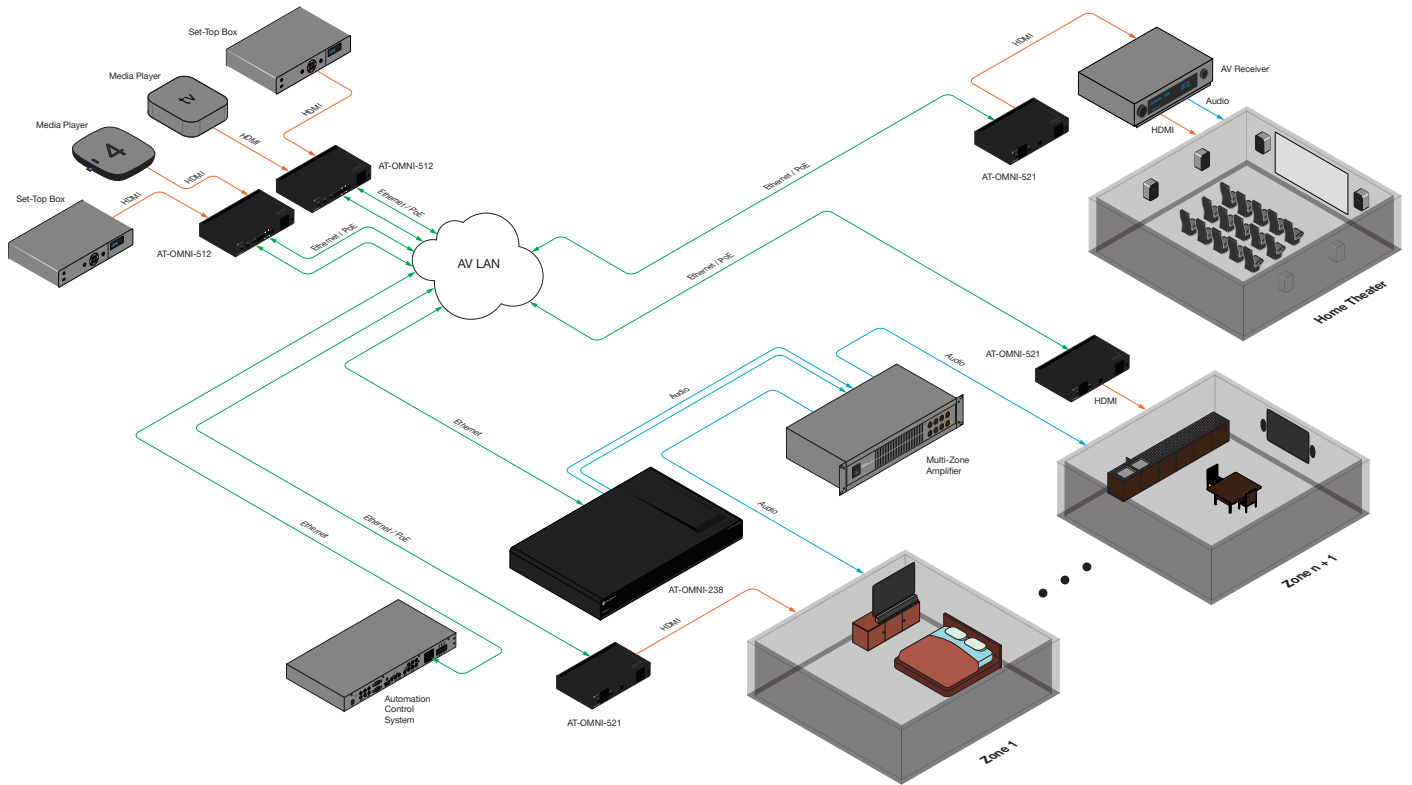 Set-Top Box
HDMI
Media Player
tv
HDMI
Media Player
4
HDMI
AT-OMNI-512
Set-Top Box
HDMI
AT-OMNI-512
Ethernet / PoE
Ethernet / PoE
AV LAN
Ethernet / PoE
Ethernet / PoE
HDMI
AT-OMNI-521
AV Receiver
Audio
HDMI
Home Theater
AT-OMNI-521
HDMI
Audio
Audio
Ethernet
Multi-Zone
Amplifier
Zone n + 1
Audio
Ethernet
Ethernet / PoE
AT-OMNI-238
HDMI
Automation
Control
System
AT-OMNI-521
Zone 1